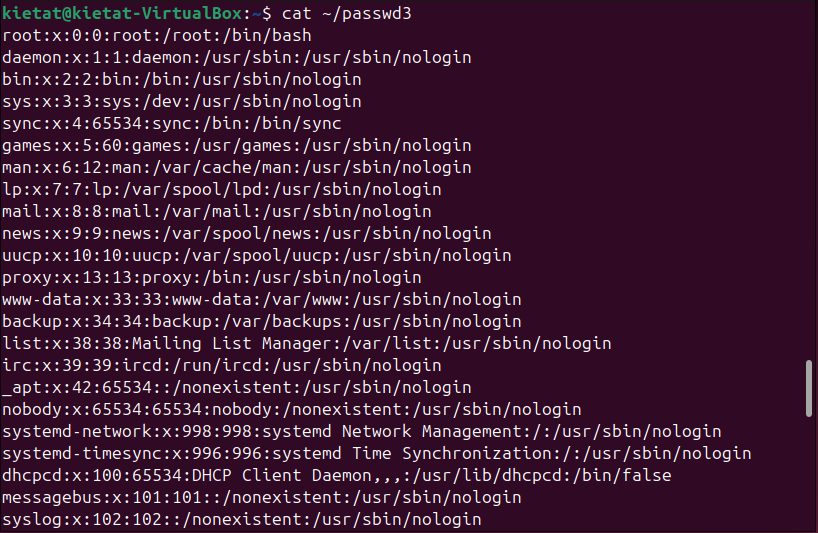 kietat@kietat-VirtualBox:~$ cat ~/passwd3
root:x:0:0:root:/root:/bin/bash
daemon:x:1:1:daemon:/usr/sbin:/usr/sbin/nologin
bin:x:2:2:bin:/bin:/usr/sbin/nologin
sys:x:3:3:sys:/dev:/usr/sbin/nologin
sync:x:4:65534:sync:/bin:/bin/sync
games:x:5:60:games:/usr/games:/usr/sbin/nologin
man:x:6:12:man:/var/cache/man:/usr/sbin/nologin
lp:x:7:7:lp:/var/spool/lpd:/usr/sbin/nologin
mail:x:8:8:mail:/var/mail:/usr/sbin/nologin
news:x:9:9:news:/var/spool/news:/usr/sbin/nologin
uucp:x:10:10:uucp:/var/spool/uucp:/usr/sbin/nologin
proxy:x:13:13:proxy:/bin:/usr/sbin/nologin
www-data:x:33:33:www-data:/var/www:/usr/sbin/nologin
backup:x:34:34:backup:/var/backups:/usr/sbin/nologin
list:x:38:38:Mailing List Manager:/var/list:/usr/sbin/nologin
irc:x:39:39:ircd:/run/ircd:/usr/sbin/nologin
_apt:x:42:65534::/nonexistent:/usr/sbin/nologin
nobody:x:65534:65534:nobody:/nonexistent:/usr/sbin/nologin
systemd-network:x:998:998:systemd Network Management:/:/usr/sbin/nologin
systemd-timesync:x:996:996:systemd Time Synchronization:/:/usr/sbin/nologin
dhcpcd:x:100:65534:DHCP Client Daemon,,,:/usr/lib/dhcpcd:/bin/false
messagebus:x:101:101::/nonexistent:/usr/sbin/nologin
syslog:x:102:102::/nonexistent:/usr/sbin/nologin